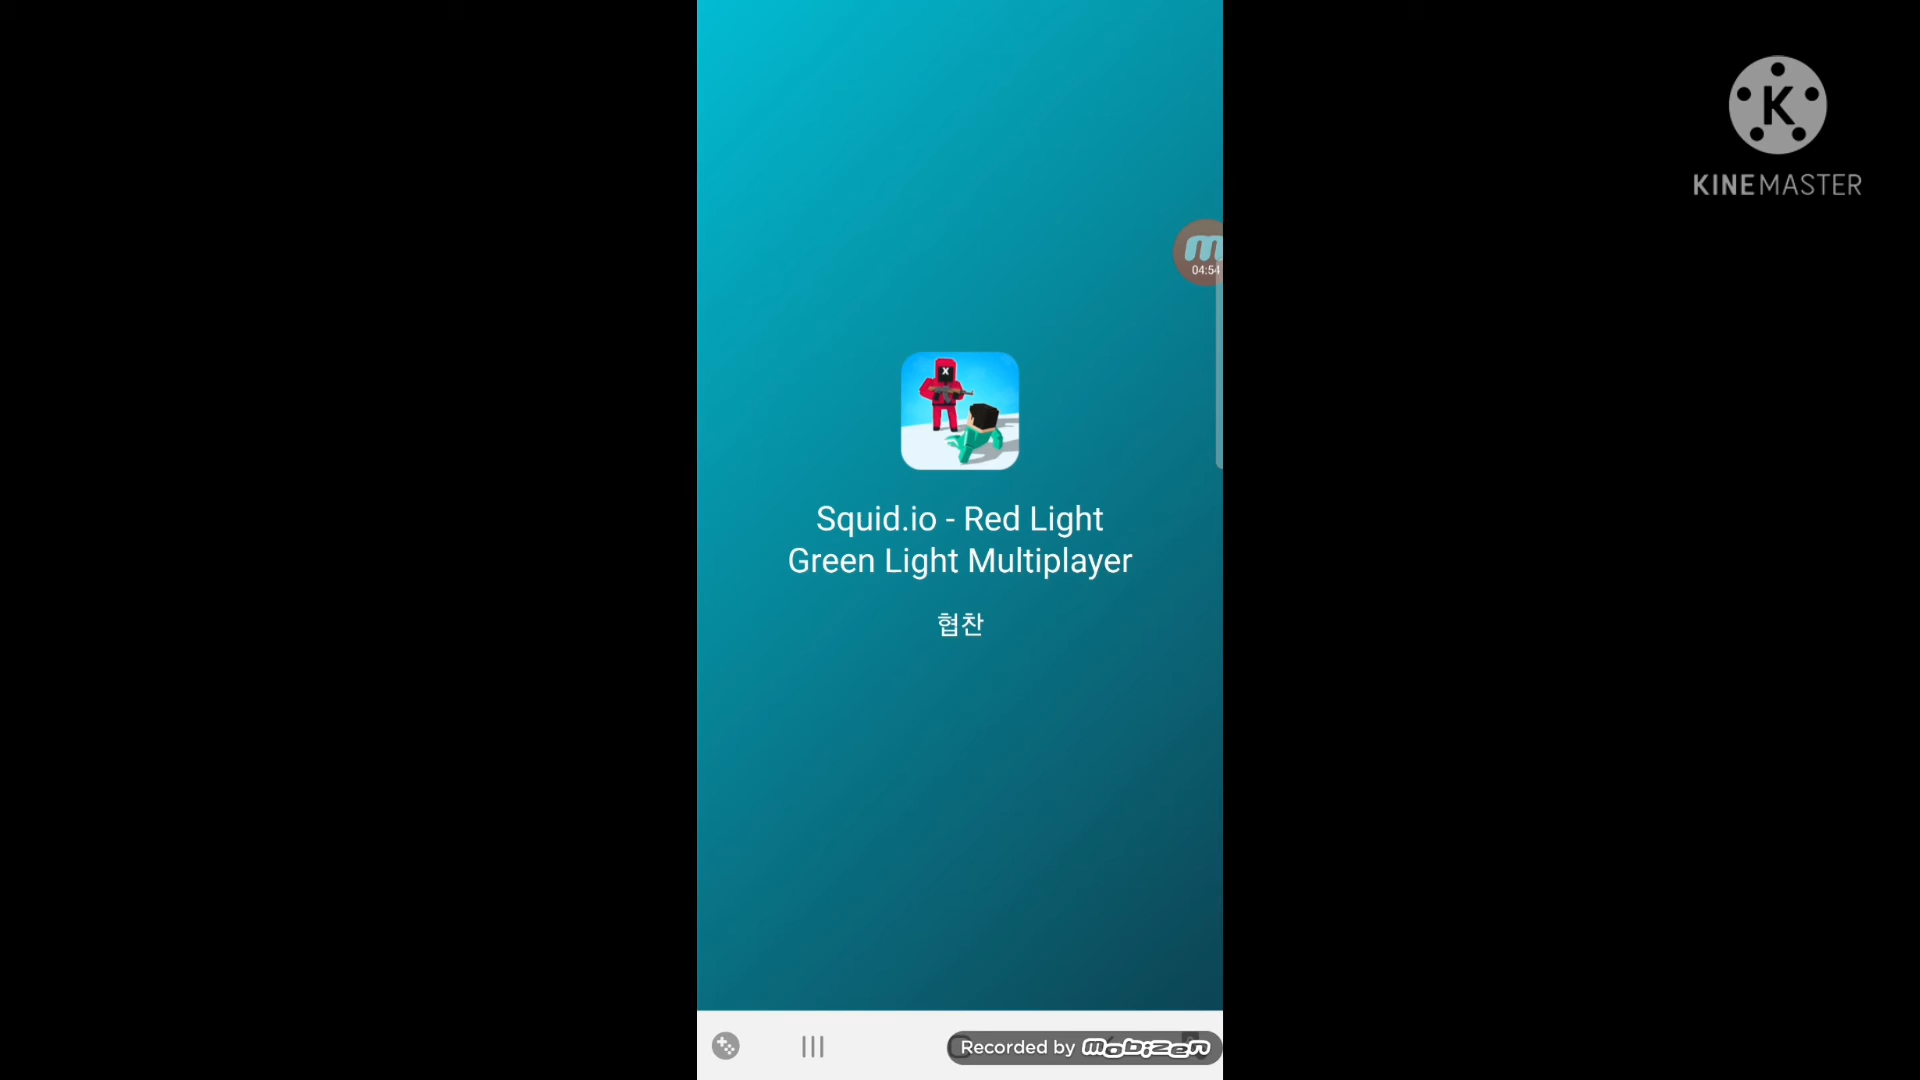 K
KINEMASTER
m
04:54
X
Squid.io - Red Light
Green Light Multiplayer
협찬
Recorded by mobizen